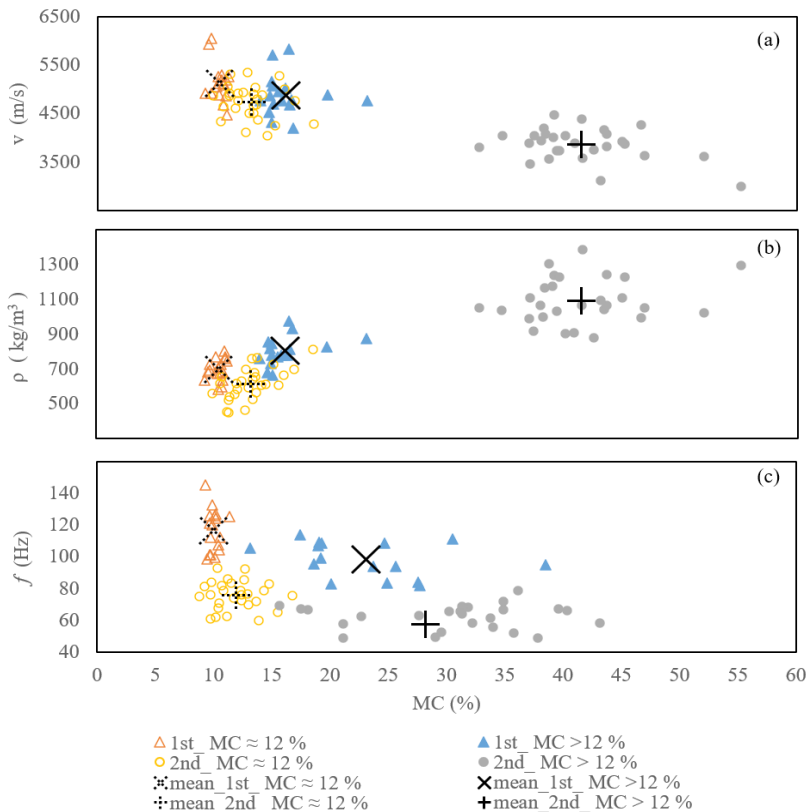 6500
5500
4500
3500
v (m/s)
(a)
1300
1100
900
700
500
ρ ( kg/m³ )
(b)
140
120
100
80
60
40
f (Hz)
(c)
0 5 10 15 20 25 30 35 40 45 50 55 60
MC (%)
1st_ MC ≈ 12 % 1st_ MC >12 %
2nd_ MC ≈ 12 % 2nd_ MC > 12 %
mean_1st_ MC ≈ 12 % mean_1st_ MC >12 %
mean_2nd_ MC ≈ 12 % mean_2nd_ MC > 12 %